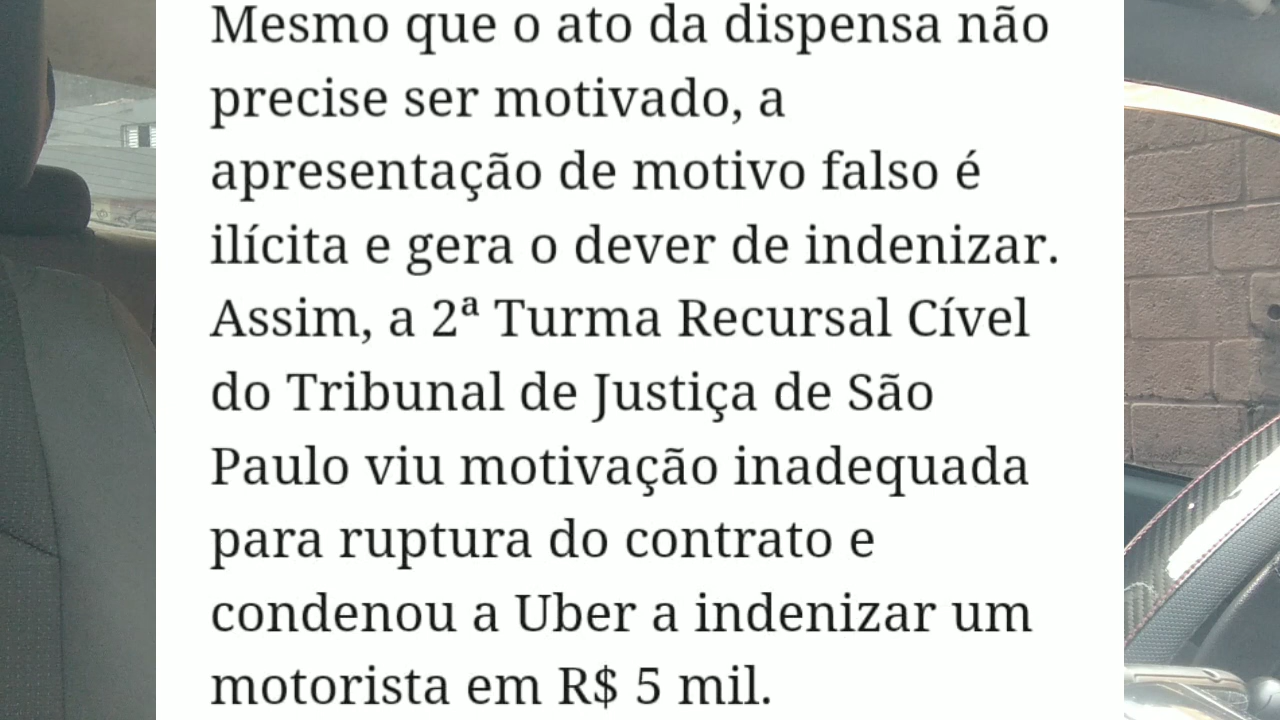 Mesmo que o ato da dispensa não
precise ser motivado, a
apresentação de motivo falso é
ilícita e gera o dever de indenizar.
Assim, a 2ª Turma Recursal Cível
do Tribunal de Justiça de São
Paulo viu motivação inadequada
para ruptura do contrato e
condenou a Uber a indenizar um
motorista em R$ 5 mil.